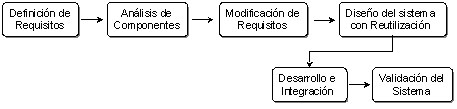 Definición de
Requisitos
Análisis de
Componentes
Modificación de
Requisitos
Diseño del sistema
con Reutilización
Desarrollo e
Integración
Validación del
Sistema